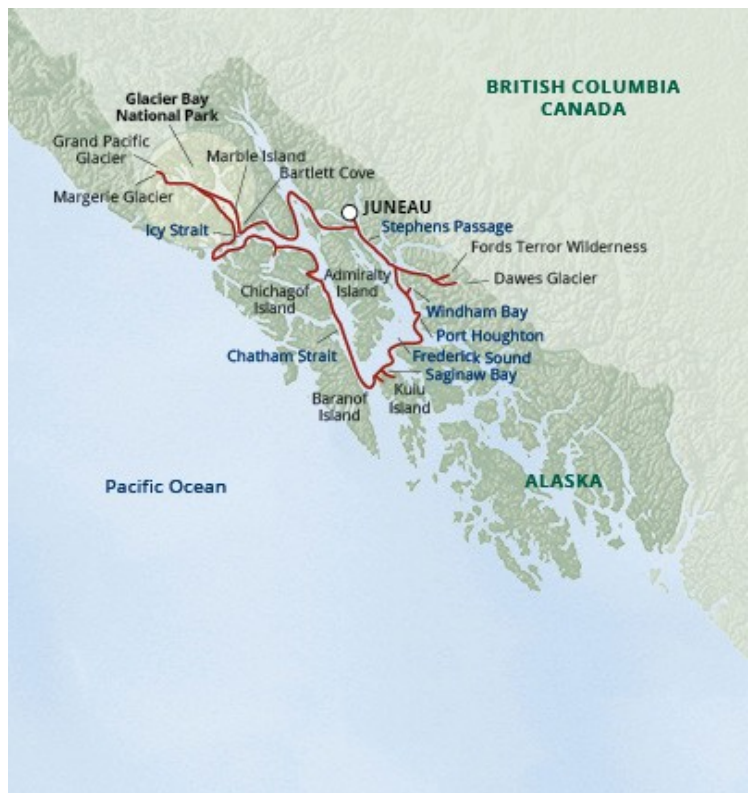 BRITISH COLUMBIA
CANADA
Glacier Bay
National Park
Grand Pacific
Glacier
Marble Island
Bartlett Cove
Margerie Glacier
JUNEAU
Icy Strait
Stephens Passage
Fords Terror Wilderness
Admiralty
Island
Dawes Glacier
Chichagof
Island
Windham Bay
Port Houghton
Chatham Strait
Frederick Sound
Saginaw Bay
Baranof
Island
Kuiu
Island
ALASKA
Pacific Ocean